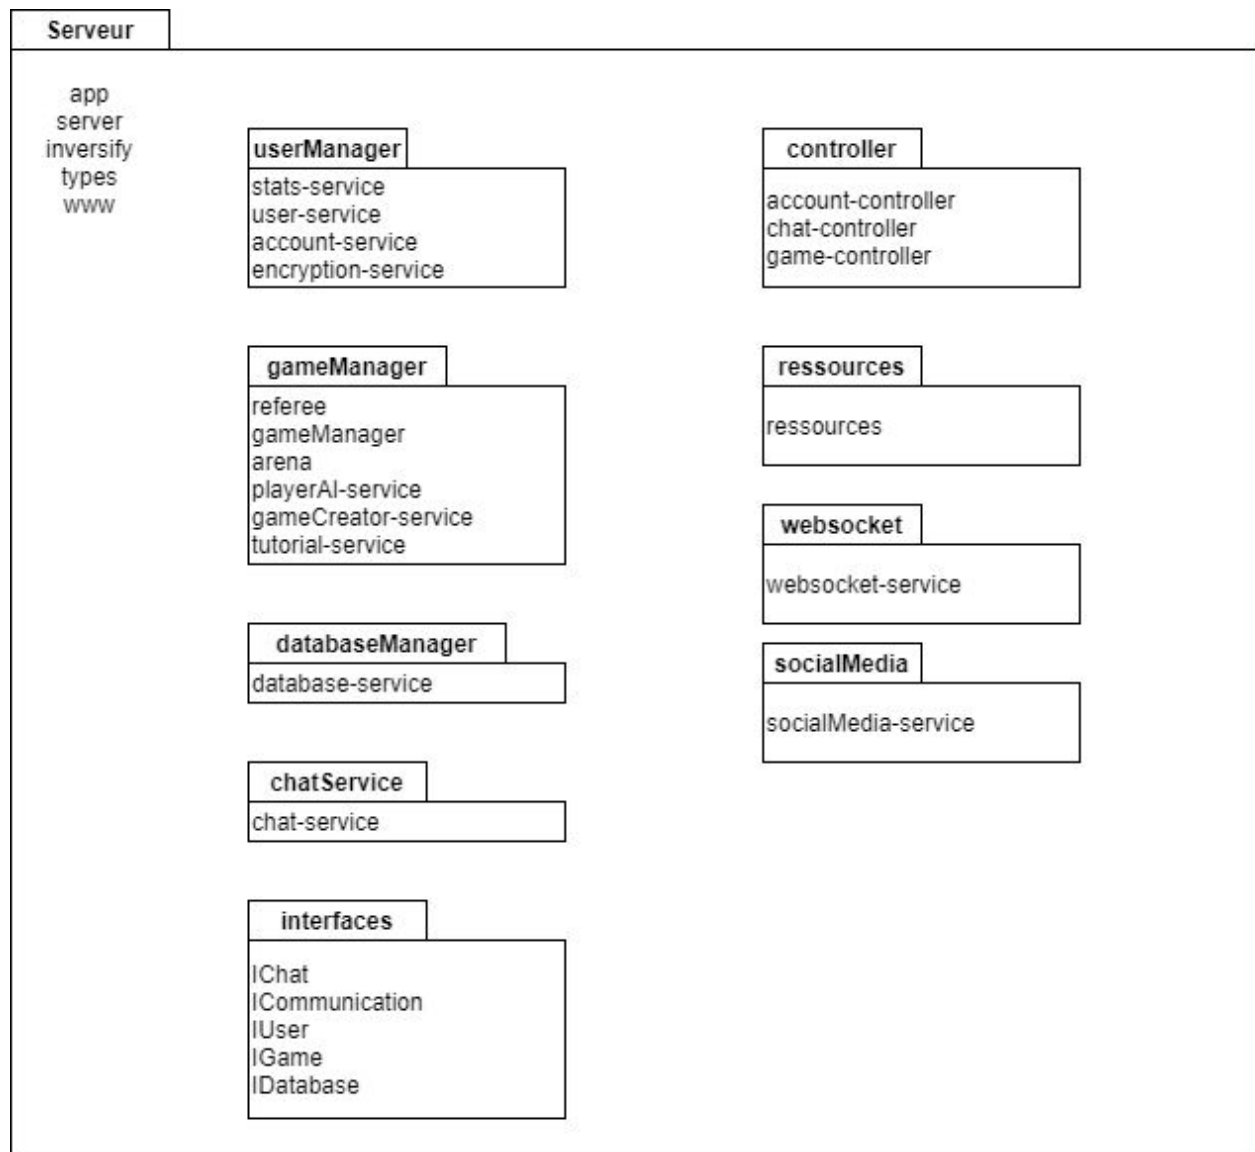 Serveur
app
server
inversify
types
www
userManager
stats-service
user-service
account-service
encryption-service
gameManager
referee
gameManager
arena
playerAI-service
gameCreator-service
tutorial-service
databaseManager
database-service
chatService
chat-service
interfaces
IChat
ICommunication
IUser
IGame
IDatabase
controller
account-controller
chat-controller
game-controller
ressources
ressources
websocket
websocket-service
socialMedia
socialMedia-service